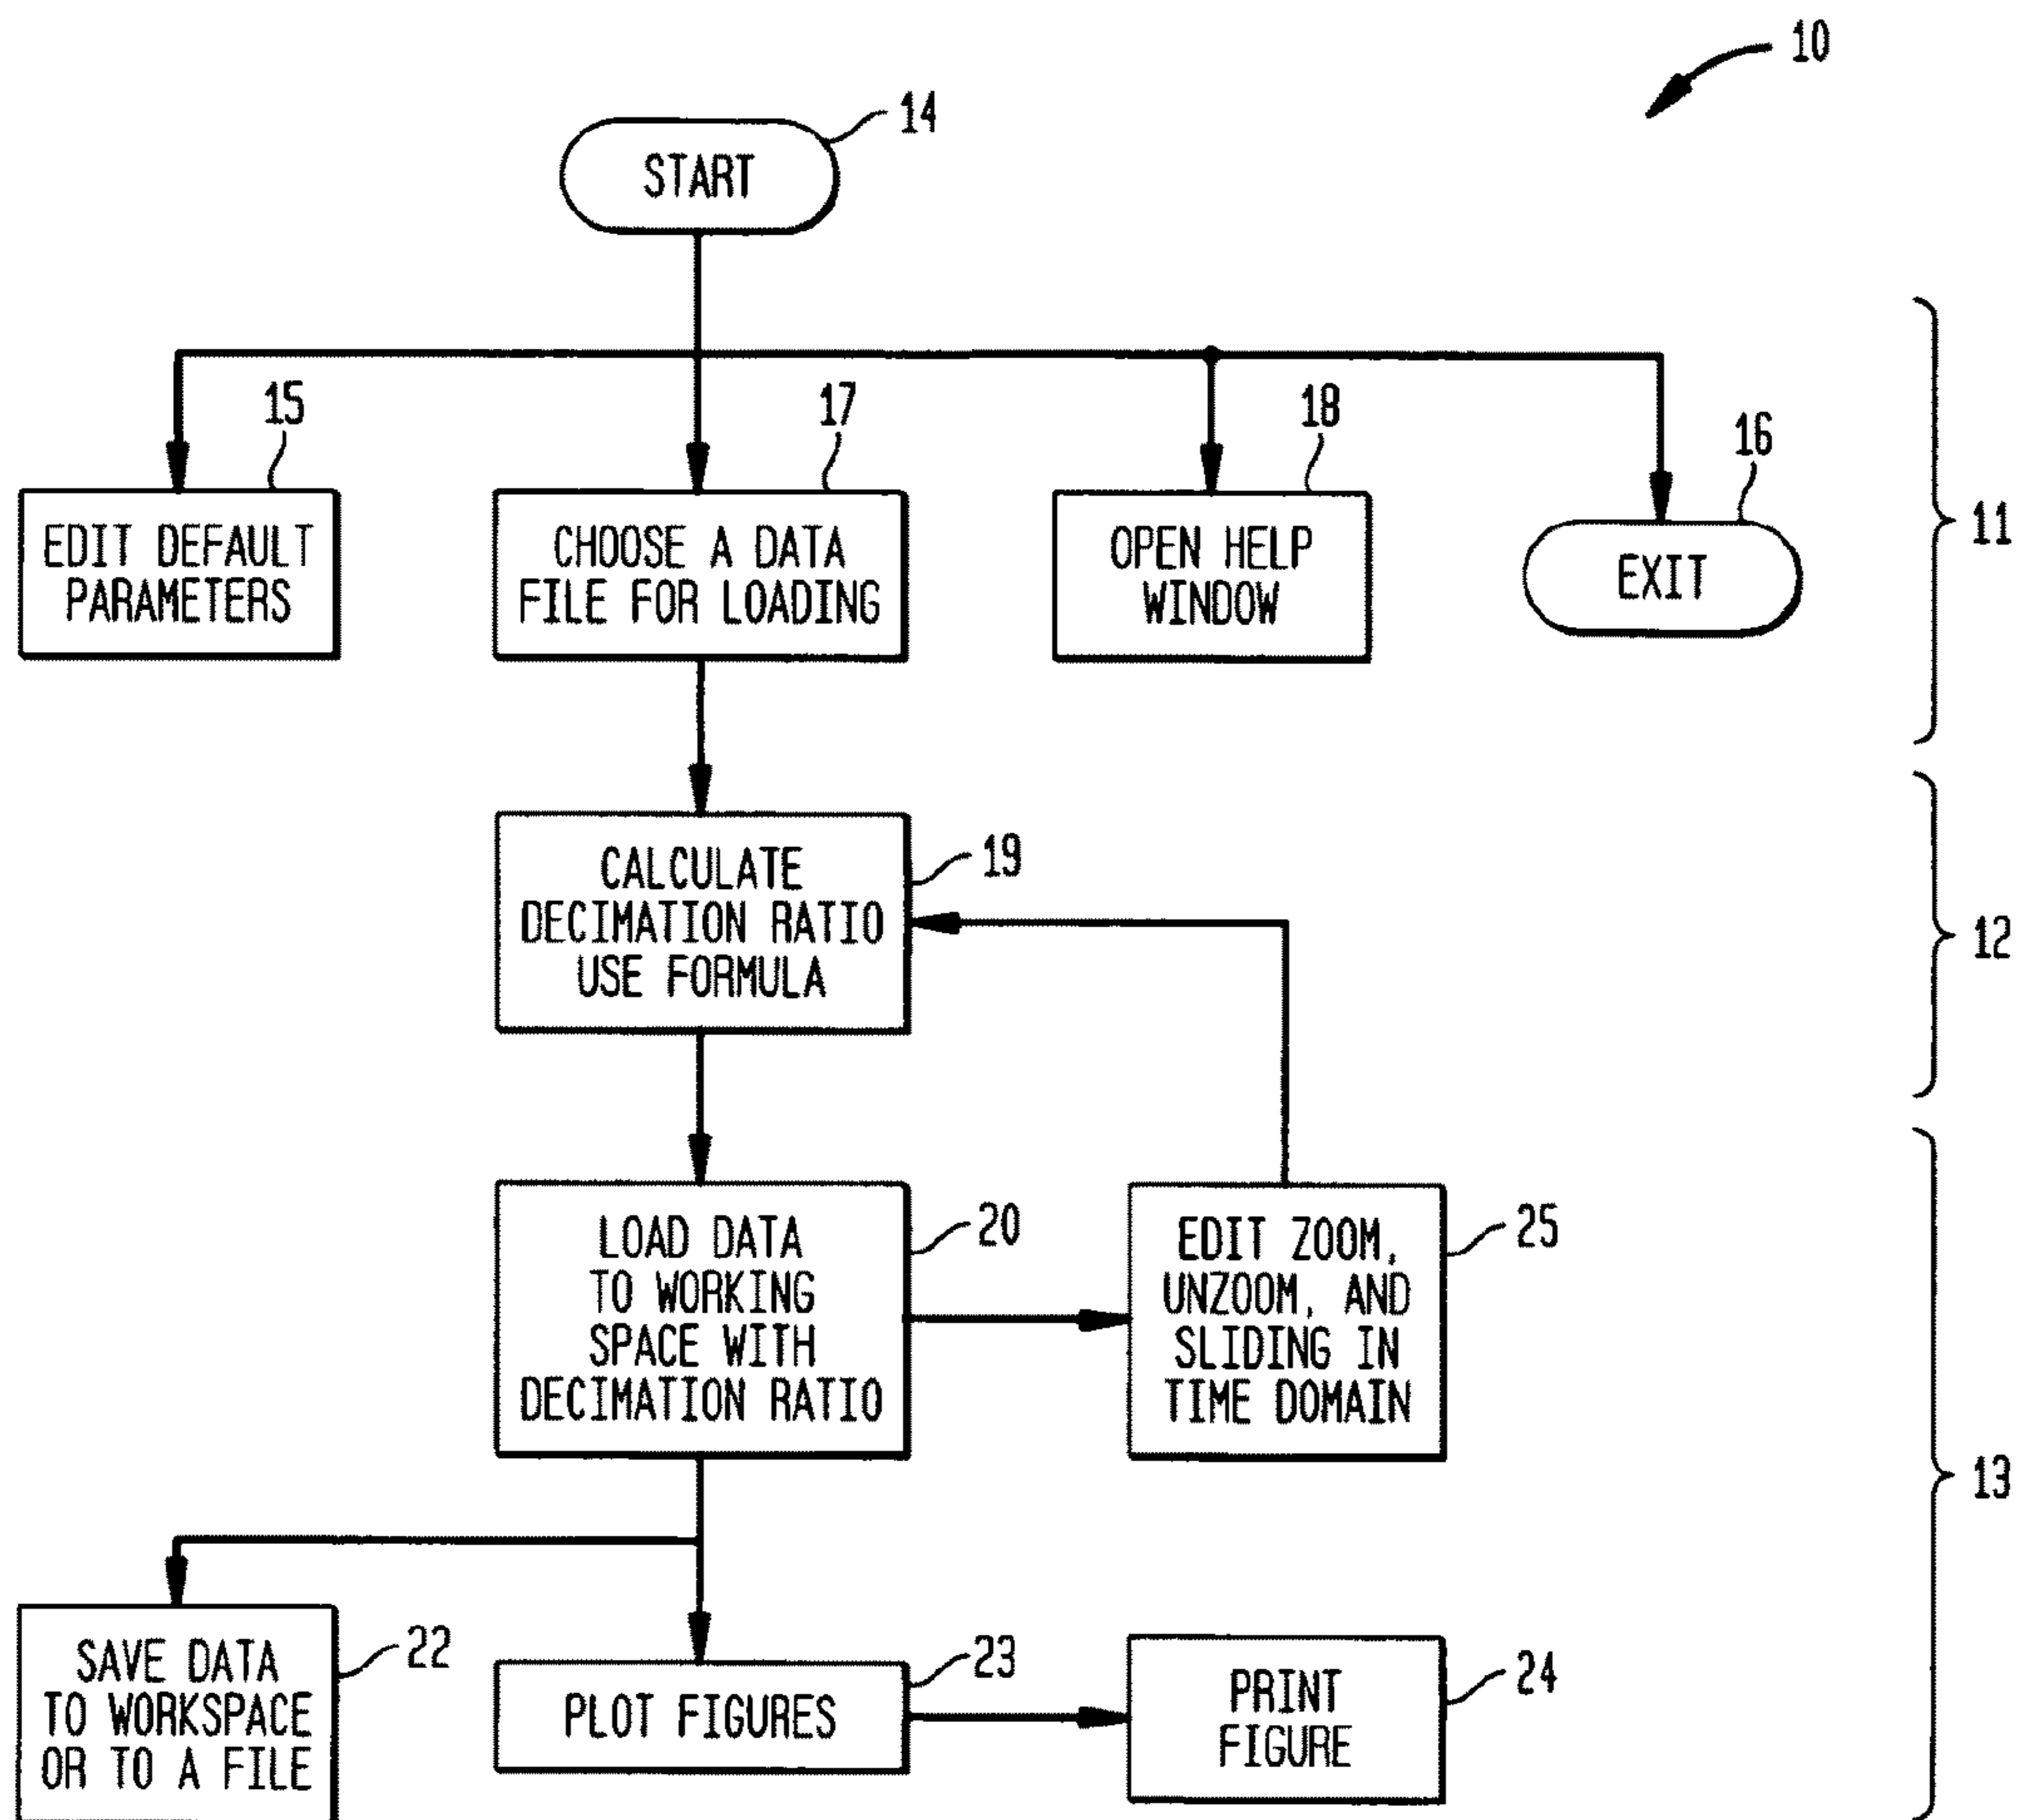 10
14
START
15
17
18
16
EDIT DEFAULT
PARAMETERS
CHOOSE A DATA
FILE FOR LOADING
OPEN HELP
WINDOW
EXIT
11
CALCULATE
DECIMATION RATIO
USE FORMULA
19
12
LOAD DATA
TO WORKING
SPACE WITH
DECIMATION RATIO
20
EDIT ZOOM,
UNZOOM, AND
SLIDING IN
TIME DOMAIN
25
13
SAVE DATA
TO WORKSPACE
OR TO A FILE
22
PLOT FIGURES
23
PRINT
FIGURE
24